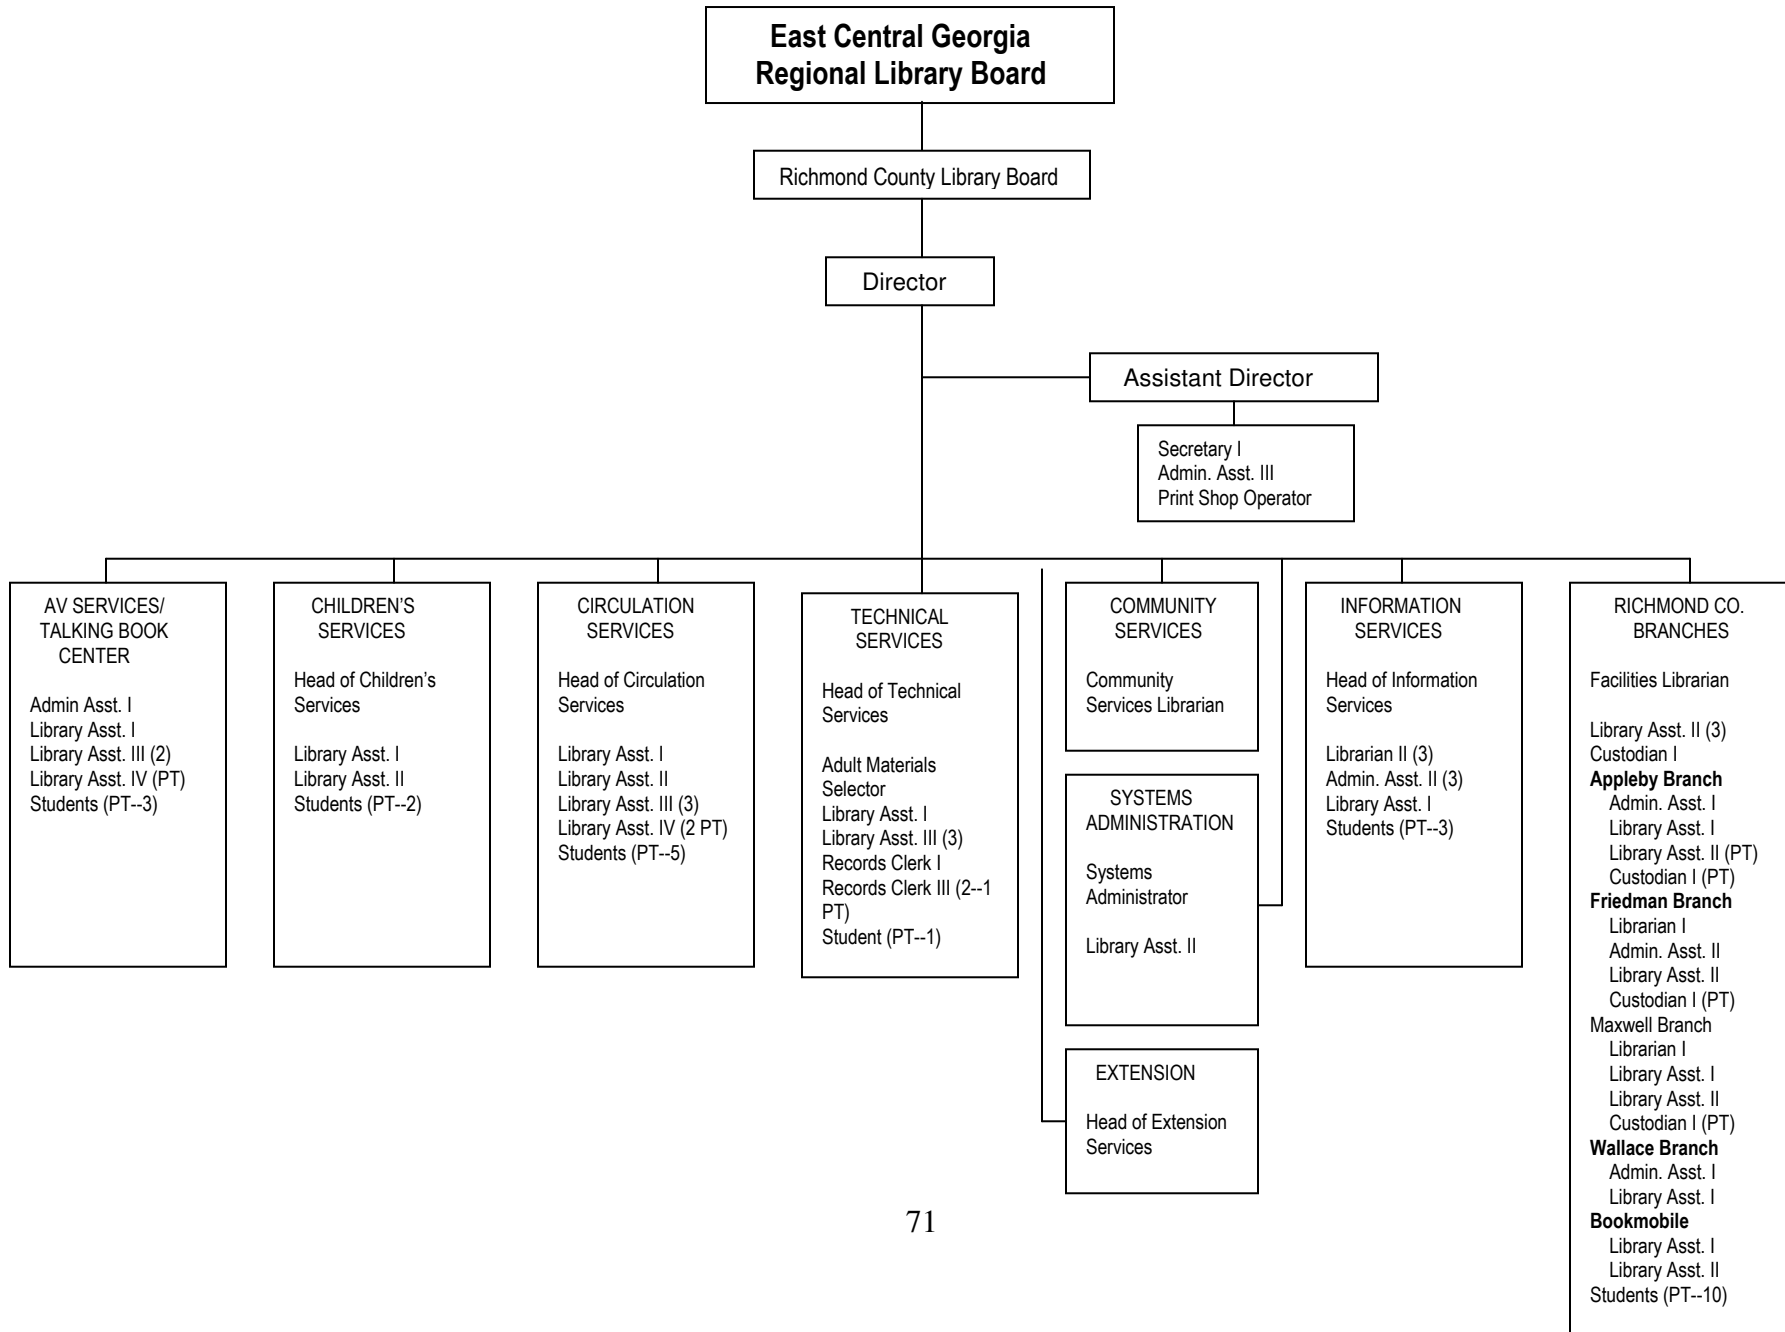 East Central Georgia
Regional Library Board
Richmond County Library Board
Director
Assistant Director
Secretary I
Admin. Asst. III
Print Shop Operator
AV SERVICES/
TALKING BOOK
CENTER
Admin Asst. I
Library Asst. I
Library Asst. III (2)
Library Asst. IV (PT)
Students (PT--3)
CHILDREN'S
SERVICES
Head of Children's
Services
Library Asst. I
Library Asst. II
Students (PT--2)
CIRCULATION
SERVICES
Head of Circulation
Services
Library Asst. I
Library Asst. II
Library Asst. III (3)
Library Asst. IV (2 PT)
Students (PT--5)
TECHNICAL
SERVICES
Head of Technical
Services
Adult Materials
Selector
Library Asst. I
Library Asst. III (3)
Records Clerk I
Records Clerk III (2--1
PT)
Student (PT--1)
COMMUNITY
SERVICES
Community
Services Librarian
SYSTEMS
ADMINISTRATION
Systems
Administrator
Library Asst. II
EXTENSION
Head of Extension
Services
INFORMATION
SERVICES
Head of Information
Services
Librarian II (3)
Admin. Asst. II (3)
Library Asst. I
Students (PT--3)
RICHMOND CO.
BRANCHES
Facilities Librarian
Library Asst. II (3)
Custodian I
Appleby Branch
Admin. Asst. I
Library Asst. I
Library Asst. II (PT)
Custodian I (PT)
Friedman Branch
Librarian I
Admin. Asst. II
Library Asst. II
Custodian I (PT)
Maxwell Branch
Librarian I
Library Asst. I
Library Asst. II
Custodian I (PT)
Wallace Branch
Admin. Asst. I
Library Asst. I
Bookmobile
Library Asst. I
Library Asst. II
Students (PT--10)
71